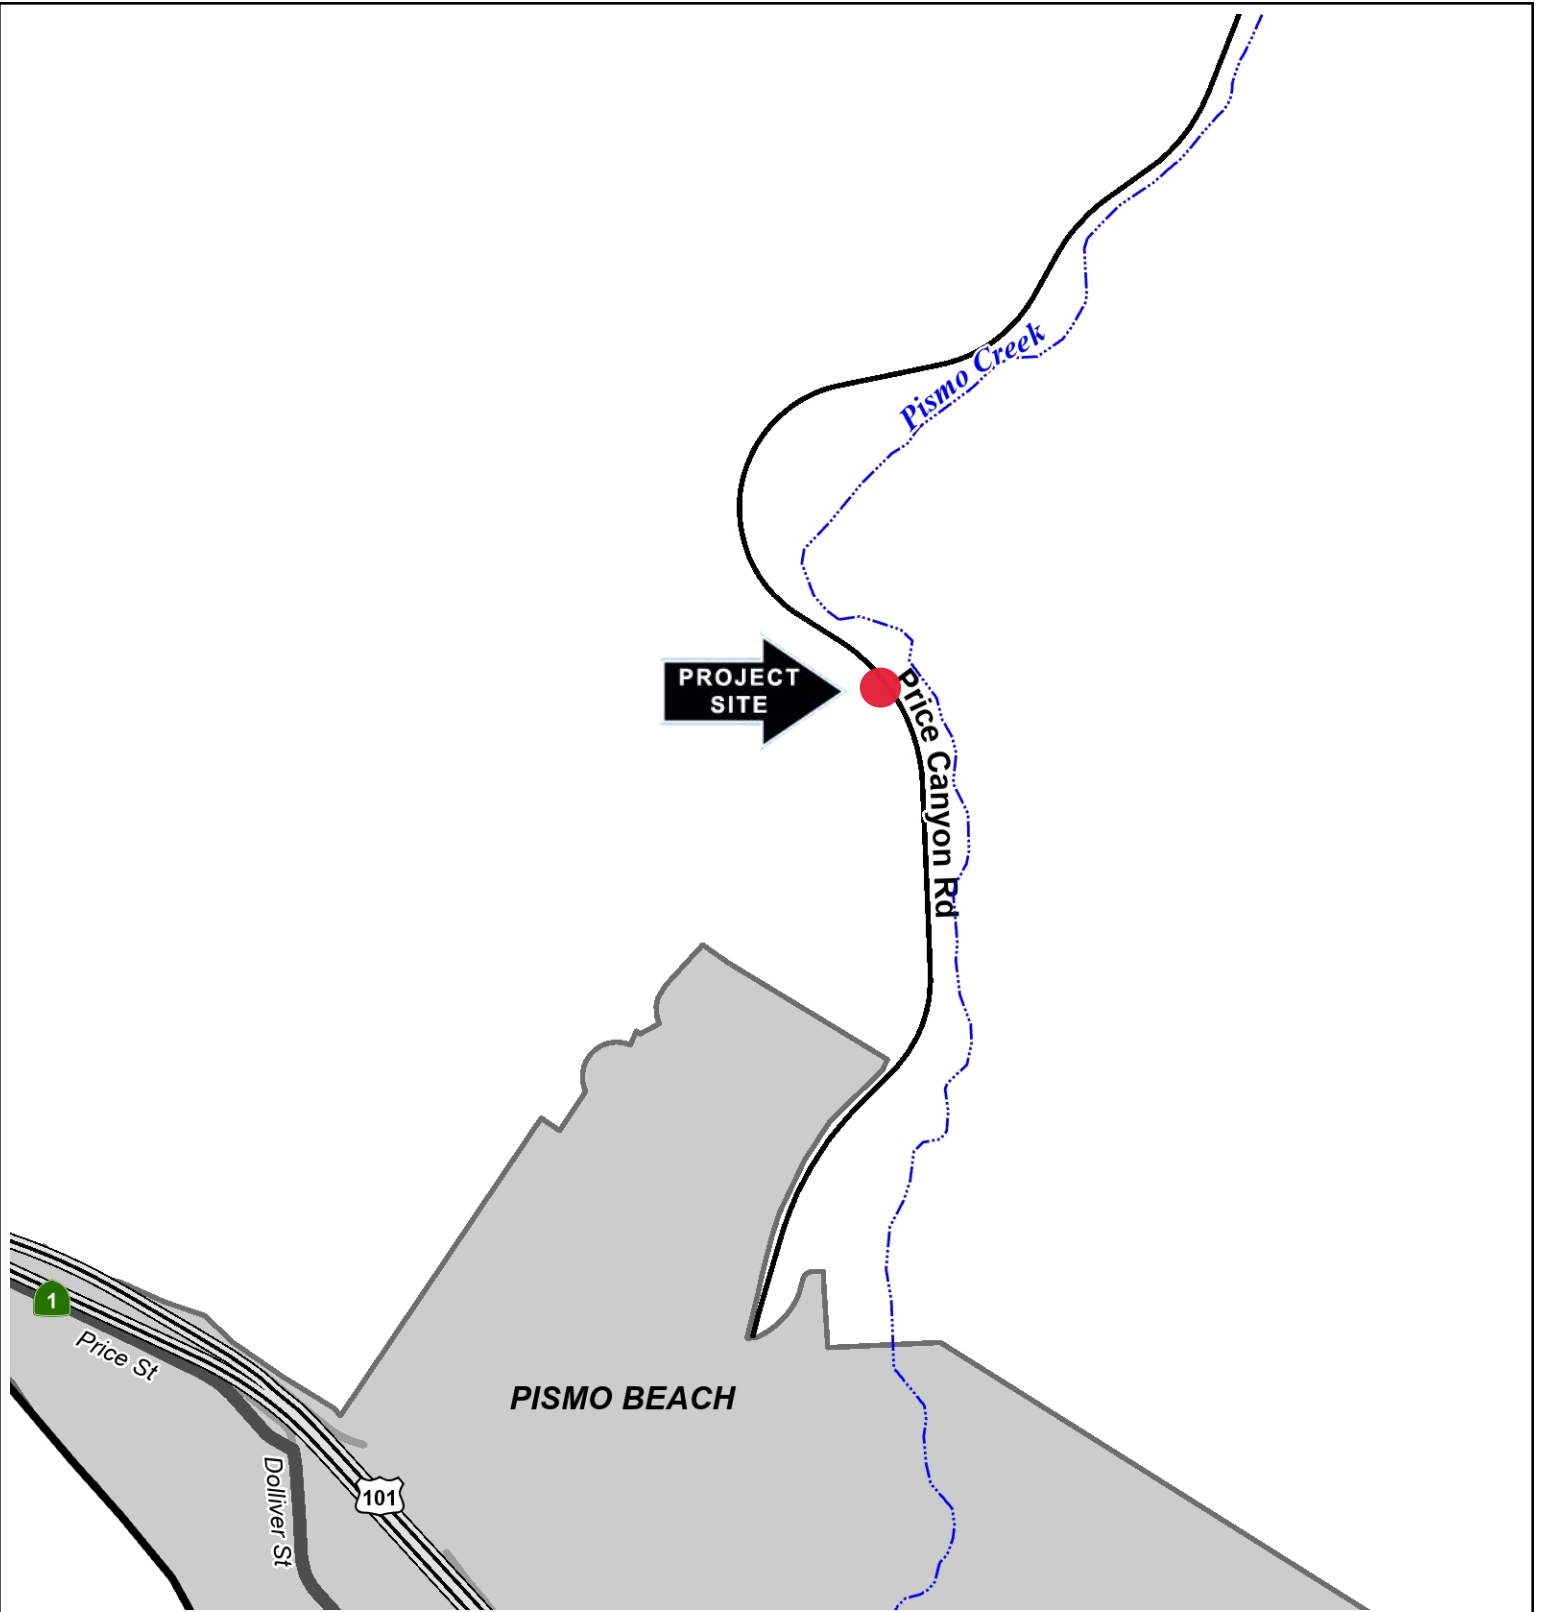 Pismo Creek
PROJECT
SITE
Price Canyon Rd
1
Price St
PISMO BEACH
Dolliver St
101